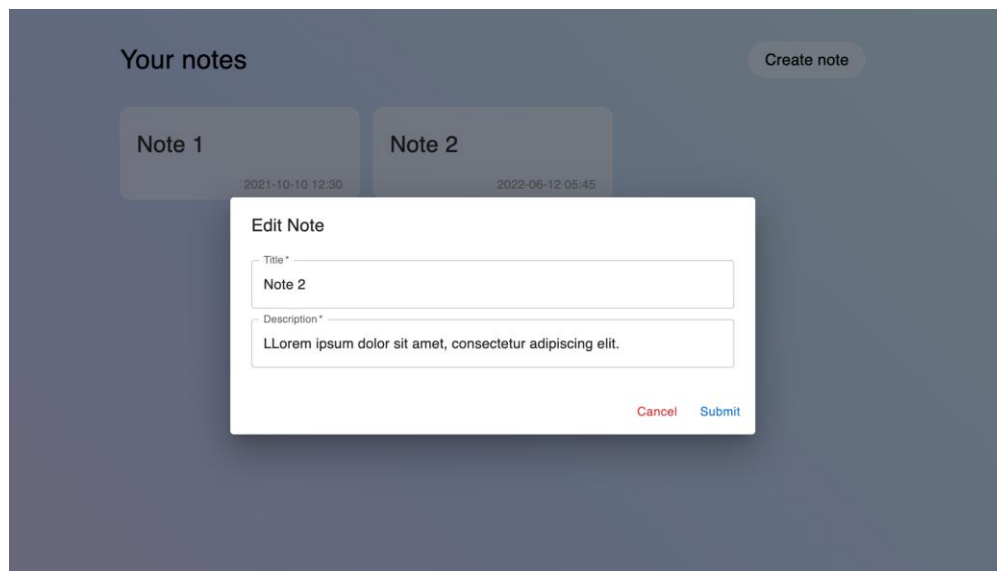 Your notes
Create note
Note 1
Note 2
2021-10-10 12:30
2022-06-12 05:45
Edit Note
Title *
Note 2
Description *
LLorem ipsum dolor sit amet, consectetur adipiscing elit.
Cancel
Submit